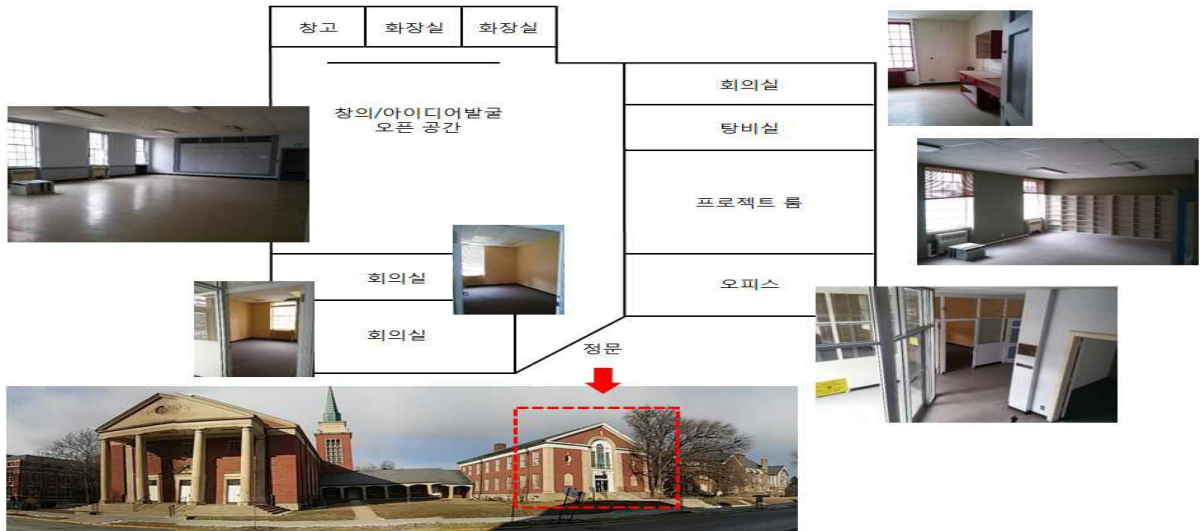 창고
화장실
화장실
창의/아이디어발굴
오픈 공간
회의실
탕비실
프로젝트 룸
회의실
오피스
회의실
정문